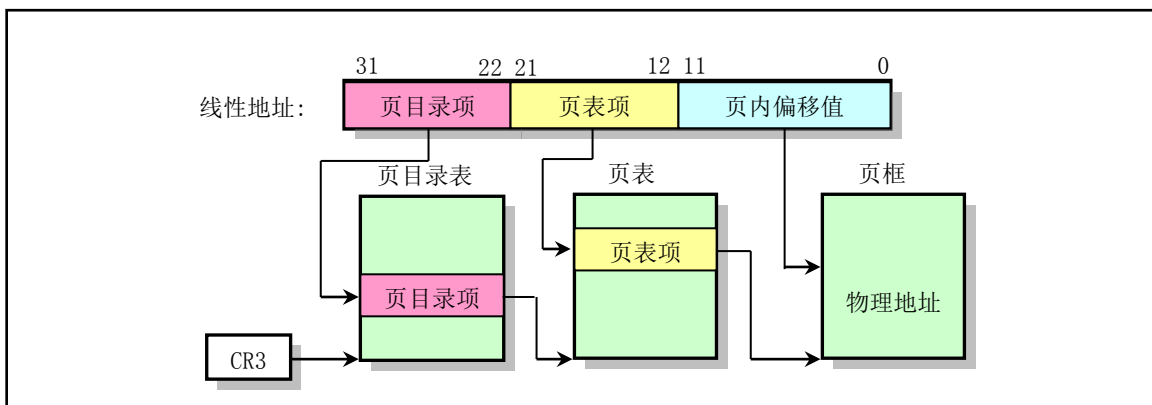 31 22 21 12 11 0
线性地址: 页目录项 页表项 页内偏移值
页目录表 页表 页框
页表项
页目录项 物理地址
CR3